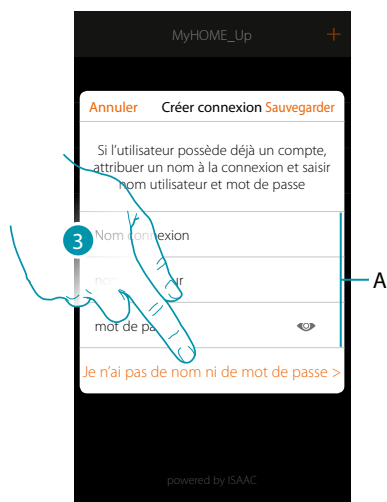 MyHOME_Up +
Annuler Créer connexion Sauvegarder
Si l'utilisateur possède déjà un compte,
attribuer un nom à la connexion et saisir
nom utilisateur et mot de passe
3
Nom connexion
A
mot de pa
Je n'ai pas de nom ni de mot de passe >
powered by ISAAC